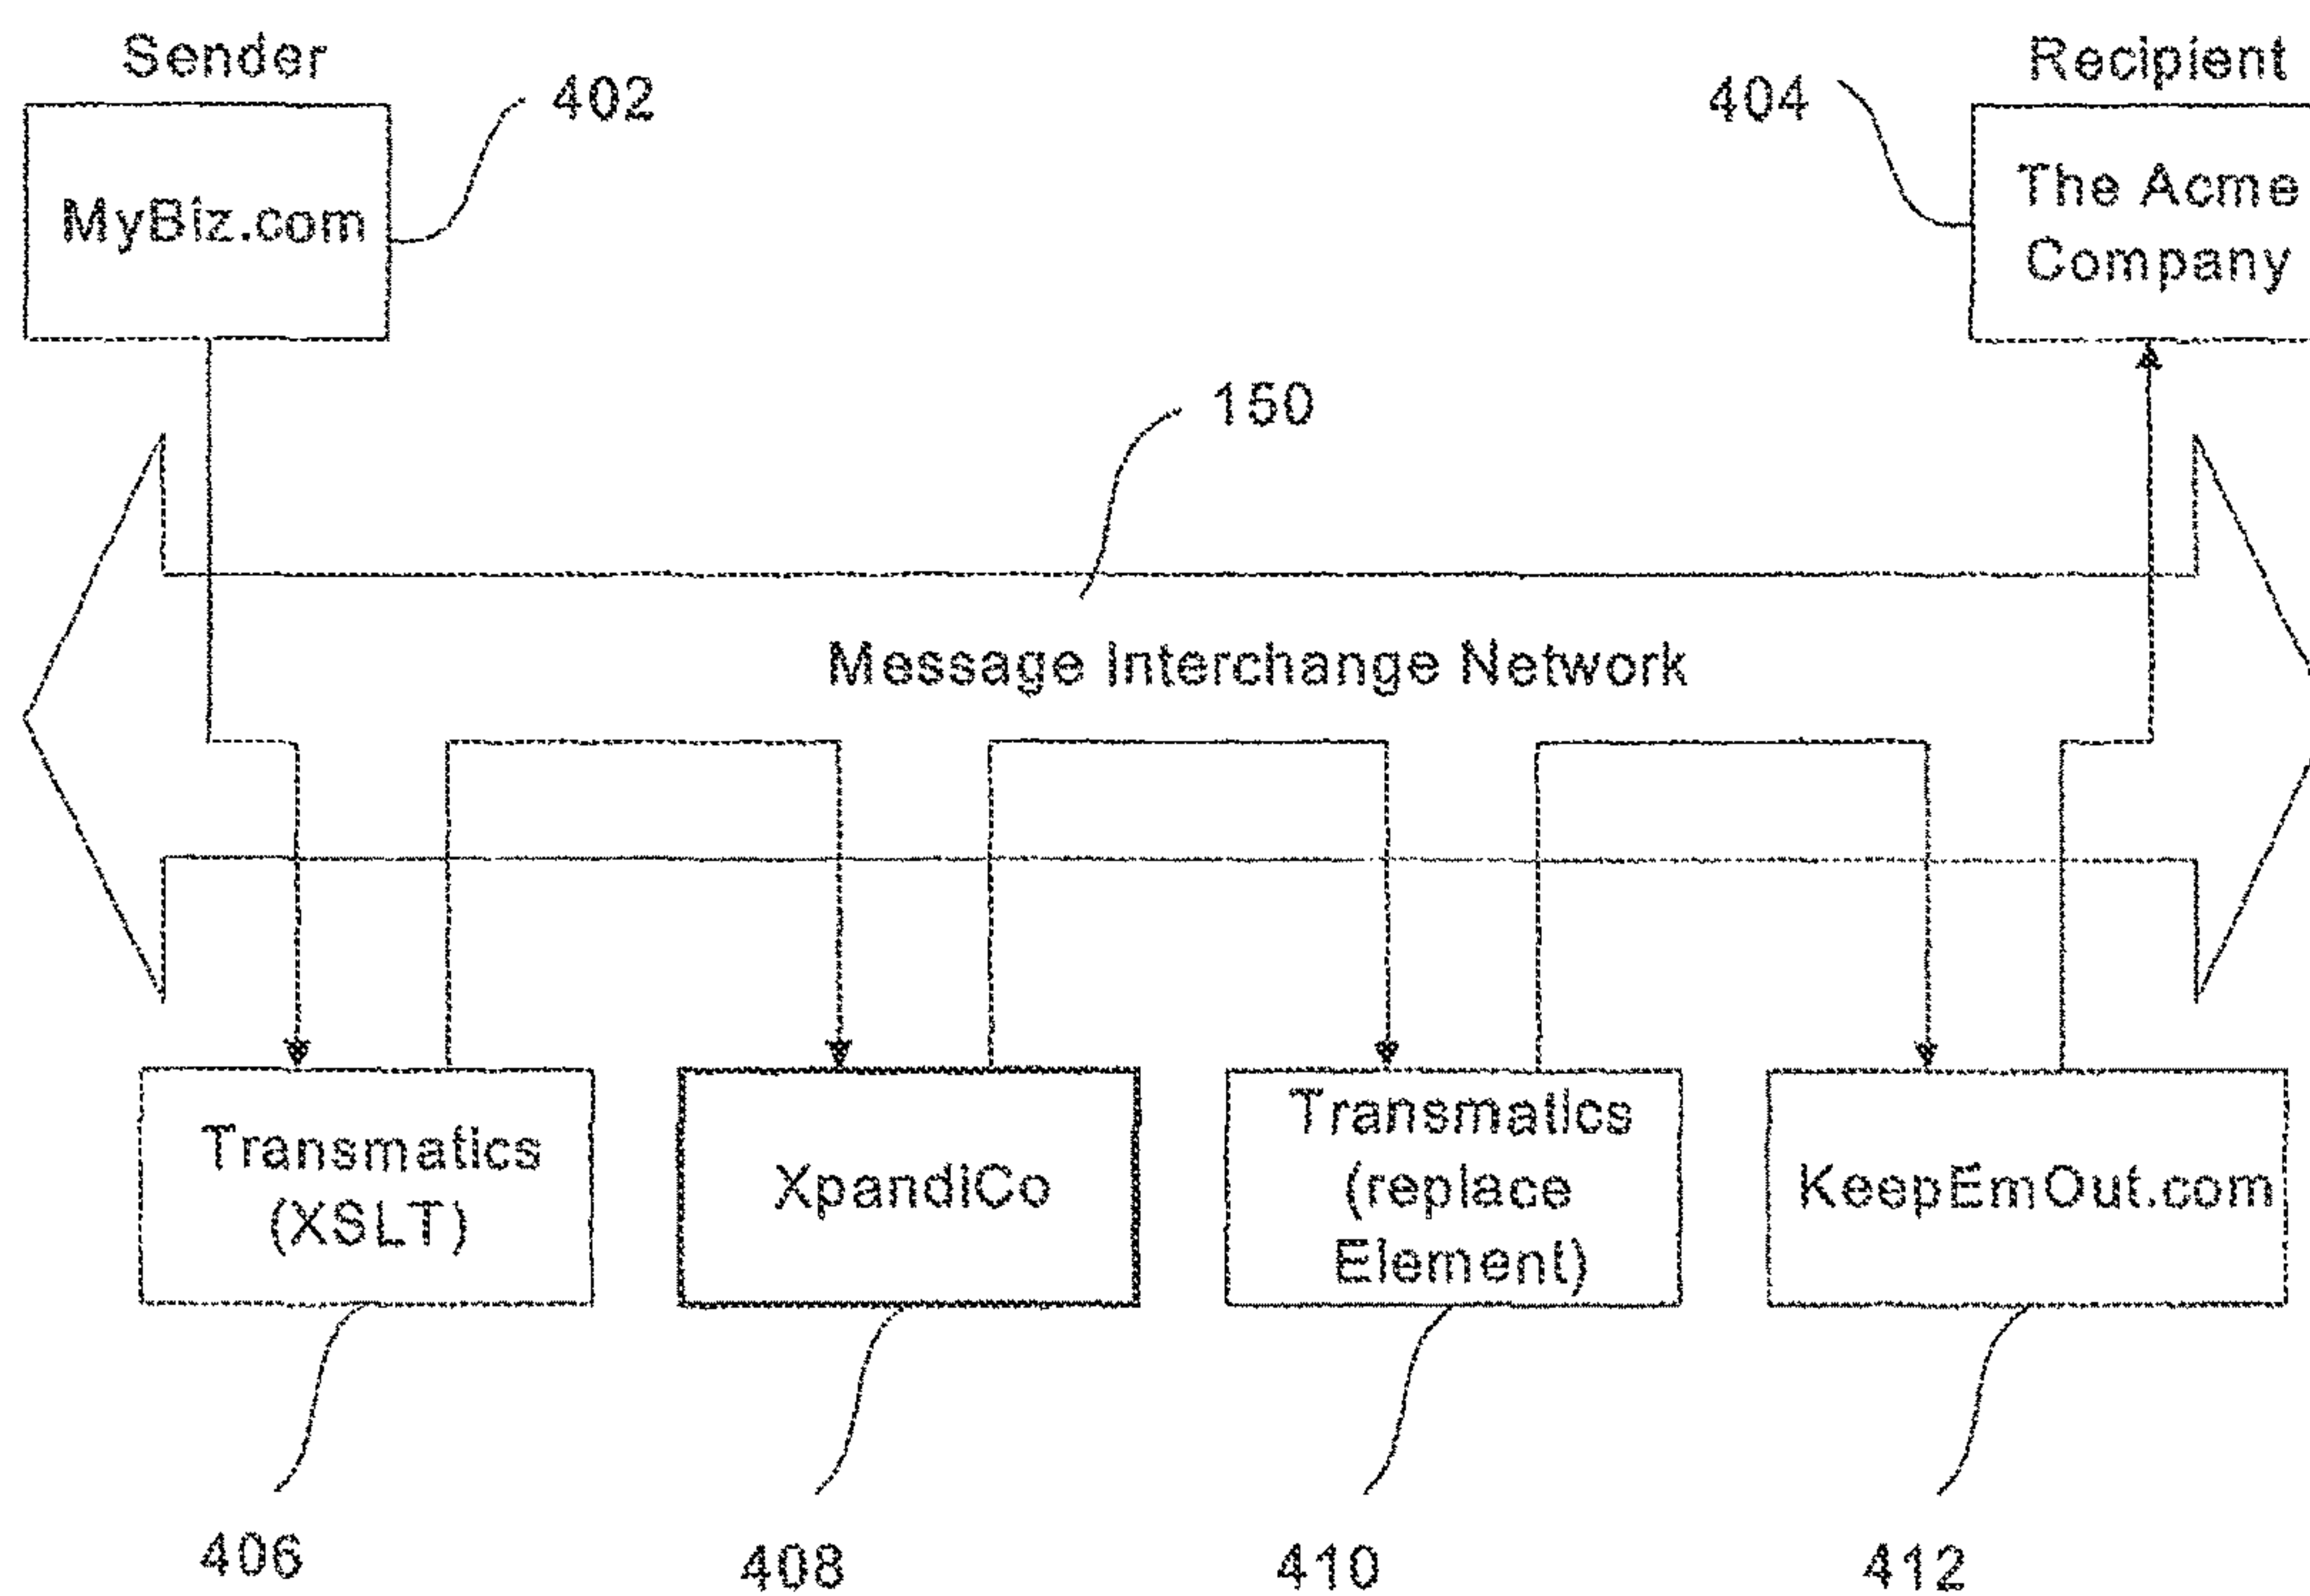 Sender
Recipient
402
404
MyBiz.com
The Acme
Company
150
Message Interchange Network
Transmatics
(XSLT)
XpandiCo
Transmatics
(replace
Element)
KeepEmOut.com
406
408
410
412